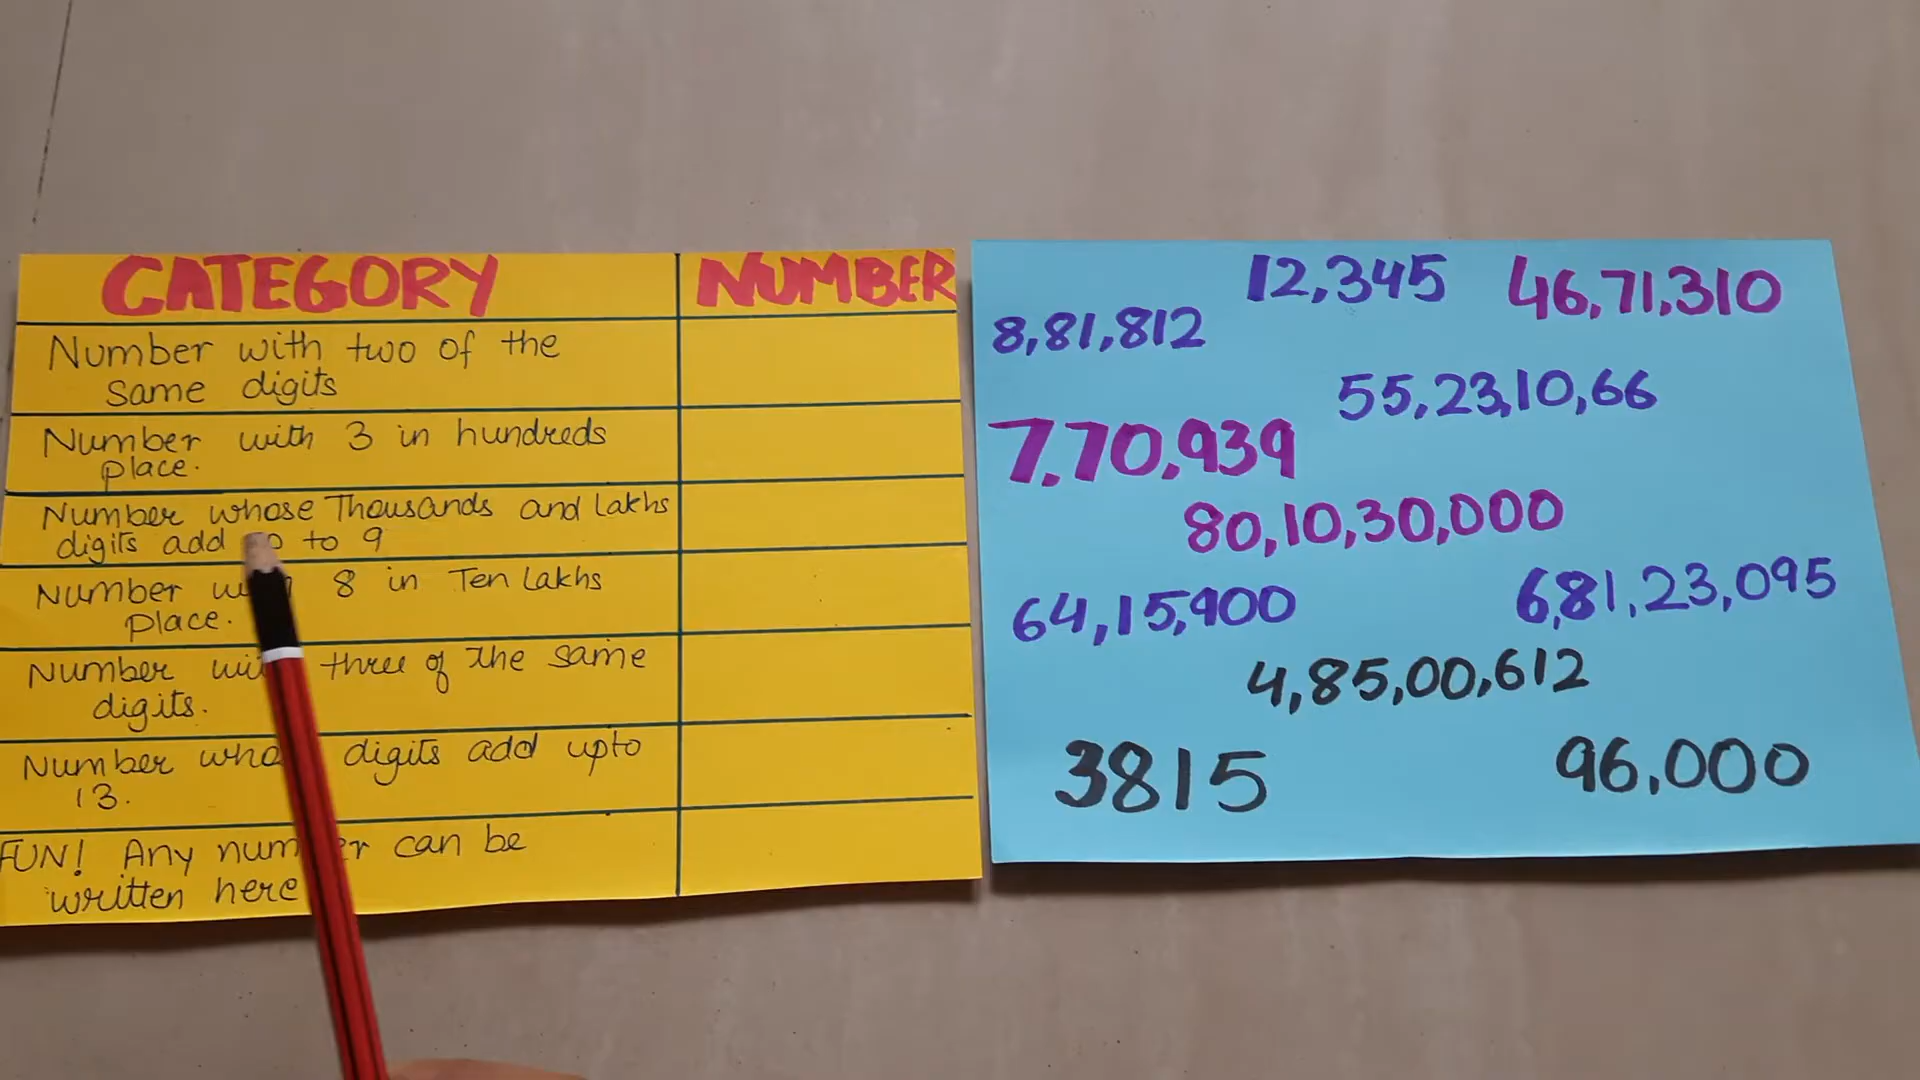 CATEGORY NUMBER
Number with two of the
same digits
Number with 3 in hundreds
place.
Number whose Thousands and Lakhs
digits add to 9
Number 8 in Ten Lakhs
place.
Number three of the same
digits.
Number digits add upto
13.
FUN! Any can be
written here
12,345
46,71,310
8,81,812
55,23,10,66
7,70,939
80,10,30,000
64,15,900
6,81,23,095
4,85,00,612
3815
96,000